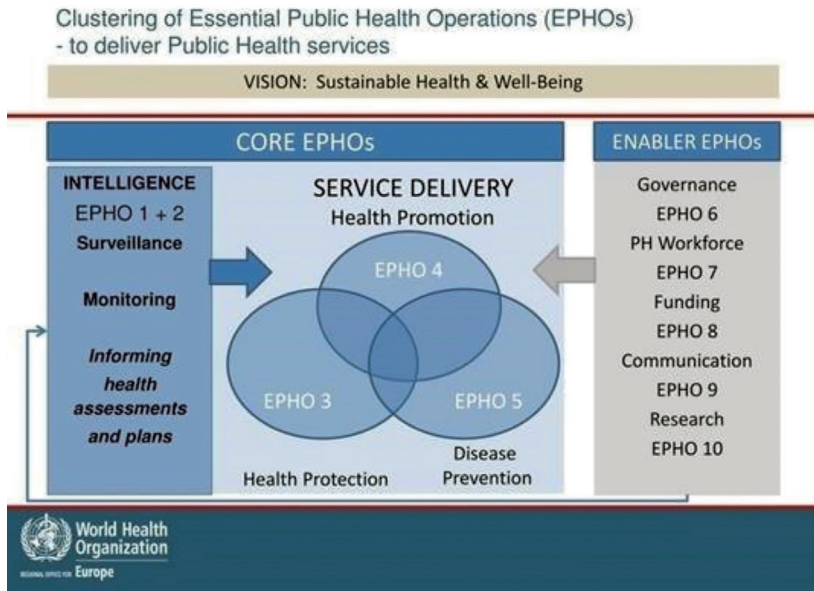 Clustering of Essential Public Health Operations (EPHOs)
- to deliver Public Health services
VISION: Sustainable Health & Well-Being
CORE EPHOs
INTELLIGENCE
EPHO 1 + 2
Surveillance
Monitoring
Informing
health
assessments
and plans
SERVICE DELIVERY
Health Promotion
EPHO 4
EPHO 3
EPHO 5
Health Protection
Disease
Prevention
ENABLER EPHOs
Governance
EPHO 6
PH Workforce
EPHO 7
Funding
EPHO 8
Communication
EPHO 9
Research
EPHO 10
World Health
Organization
REGIONAL OFFICE FOR Europe